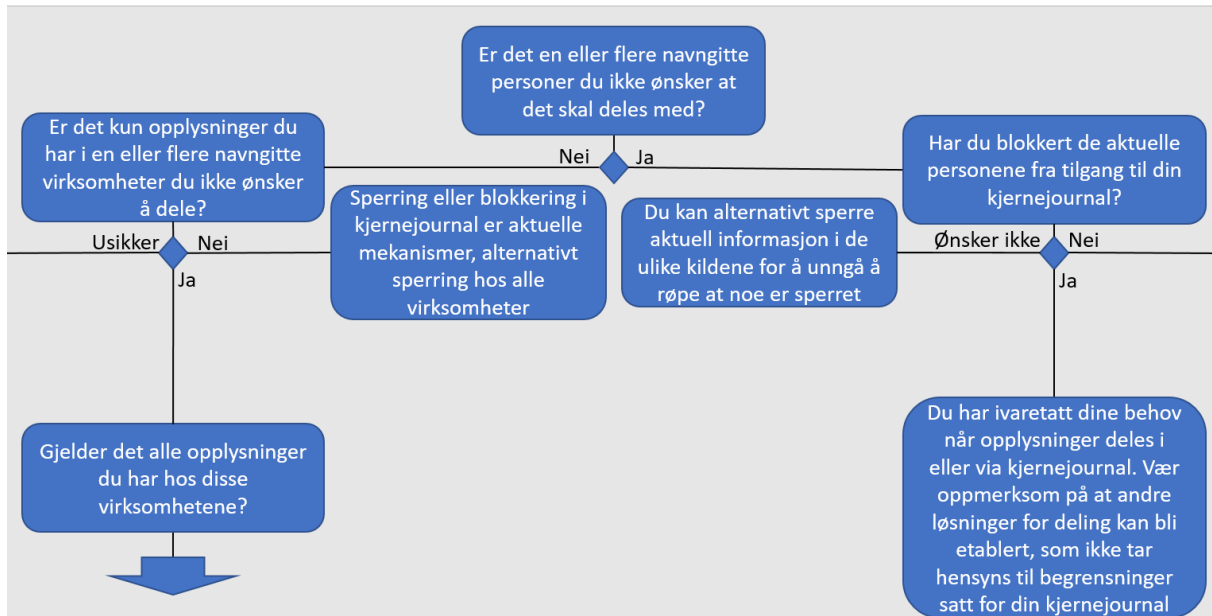 Er det en eller flere navngitte
personer du ikke ønsker at
det skal deles med?
Nei
Ja
Er det kun opplysninger du
har i en eller flere navngitte
virksomheter du ikke ønsker
å dele?
Usikker
Nei
Ja
Sperring eller blokkering i
kjernejournal er aktuelle
mekanismer, alternativt
sperring hos alle
virksomheter
Du kan alternativt sperre
aktuell informasjon i de
ulike kildene for å unngå å
røpe at noe er sperret
Har du blokkert de aktuelle
personene fra tilgang til din
kjernejournal?
Ønsker ikke
Nei
Ja
Gjelder det alle opplysninger
du har hos disse
virksomhetene?
Du har ivaretatt dine behov
når opplysninger deles i
eller via kjernejournal. Vær
oppmerksom på at andre
løsninger for deling kan bli
etablert, som ikke tar
hensyns til begrensninger
satt for din kjernejournal